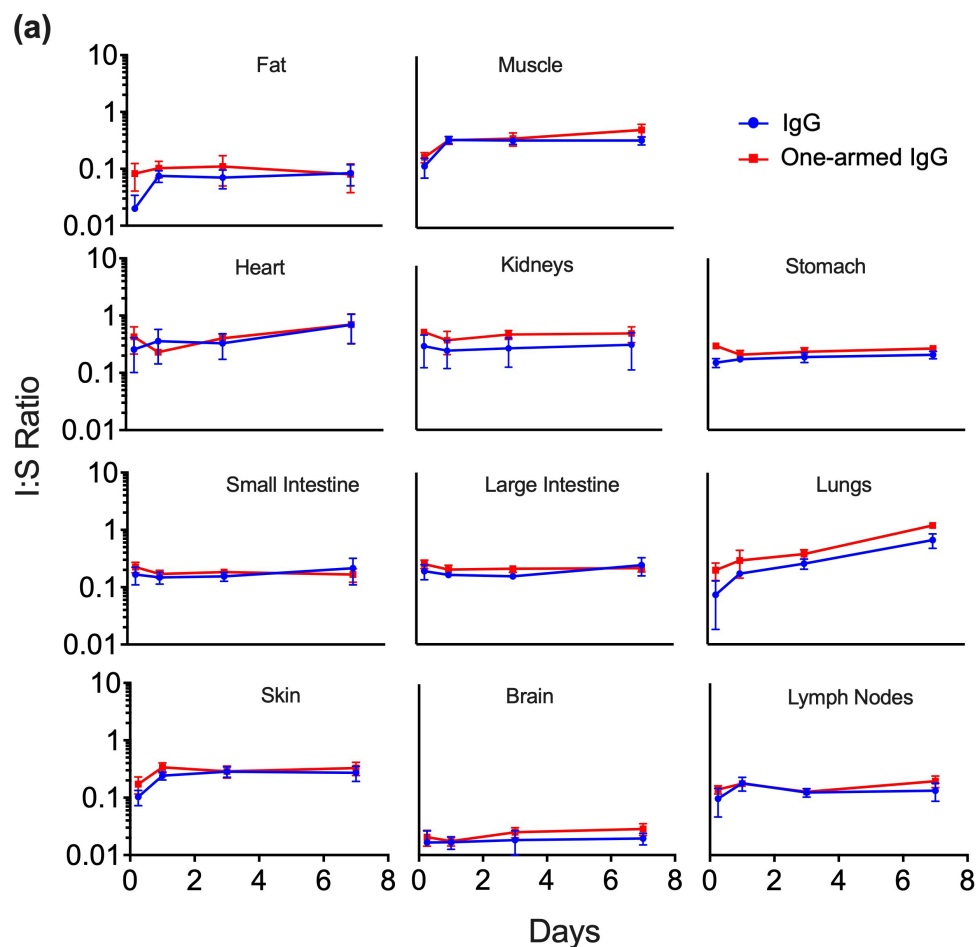 (a)
Fat
Muscle
IgG
One-armed IgG
10
1
0.1
0.01
Heart
Kidneys
Stomach
10
1
0.1
0.01
I:S Ratio
Small Intestine
Large Intestine
Lungs
10
1
0.1
0.01
Skin
Brain
Lymph Nodes
10
1
0.1
0.01
0 2 4 6 8 0 2 4 6 8 0 2 4 6 8
Days